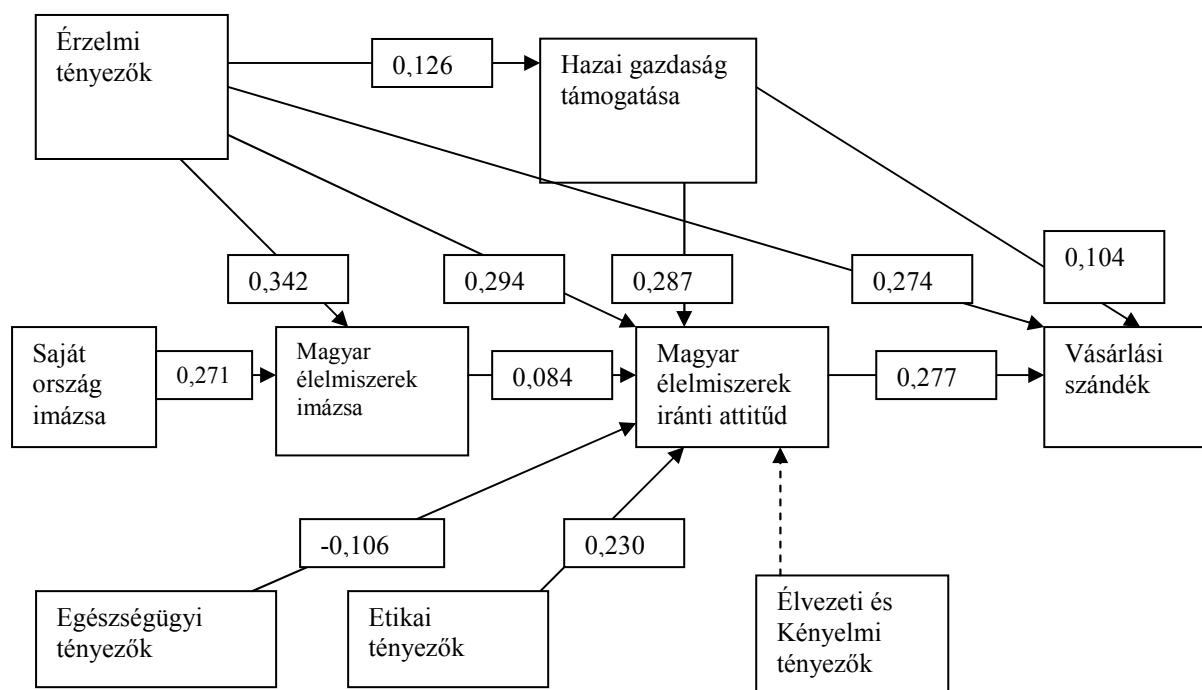 Érzelmi
tényezők
0,126
Hazai gazdaság
támogatása
0,342
0,294
0,287
0,274
0,104
Saját
ország
imázsa
0,271
Magyar
élelmiszerek
imázsa
0,084
Magyar
élelmiszerek
iránti attitűd
0,277
Vásárlási
szándék
-0,106
0,230
Egészségügyi
tényezők
Etikai
tényezők
Élvezeti és
Kényelmi
tényezők